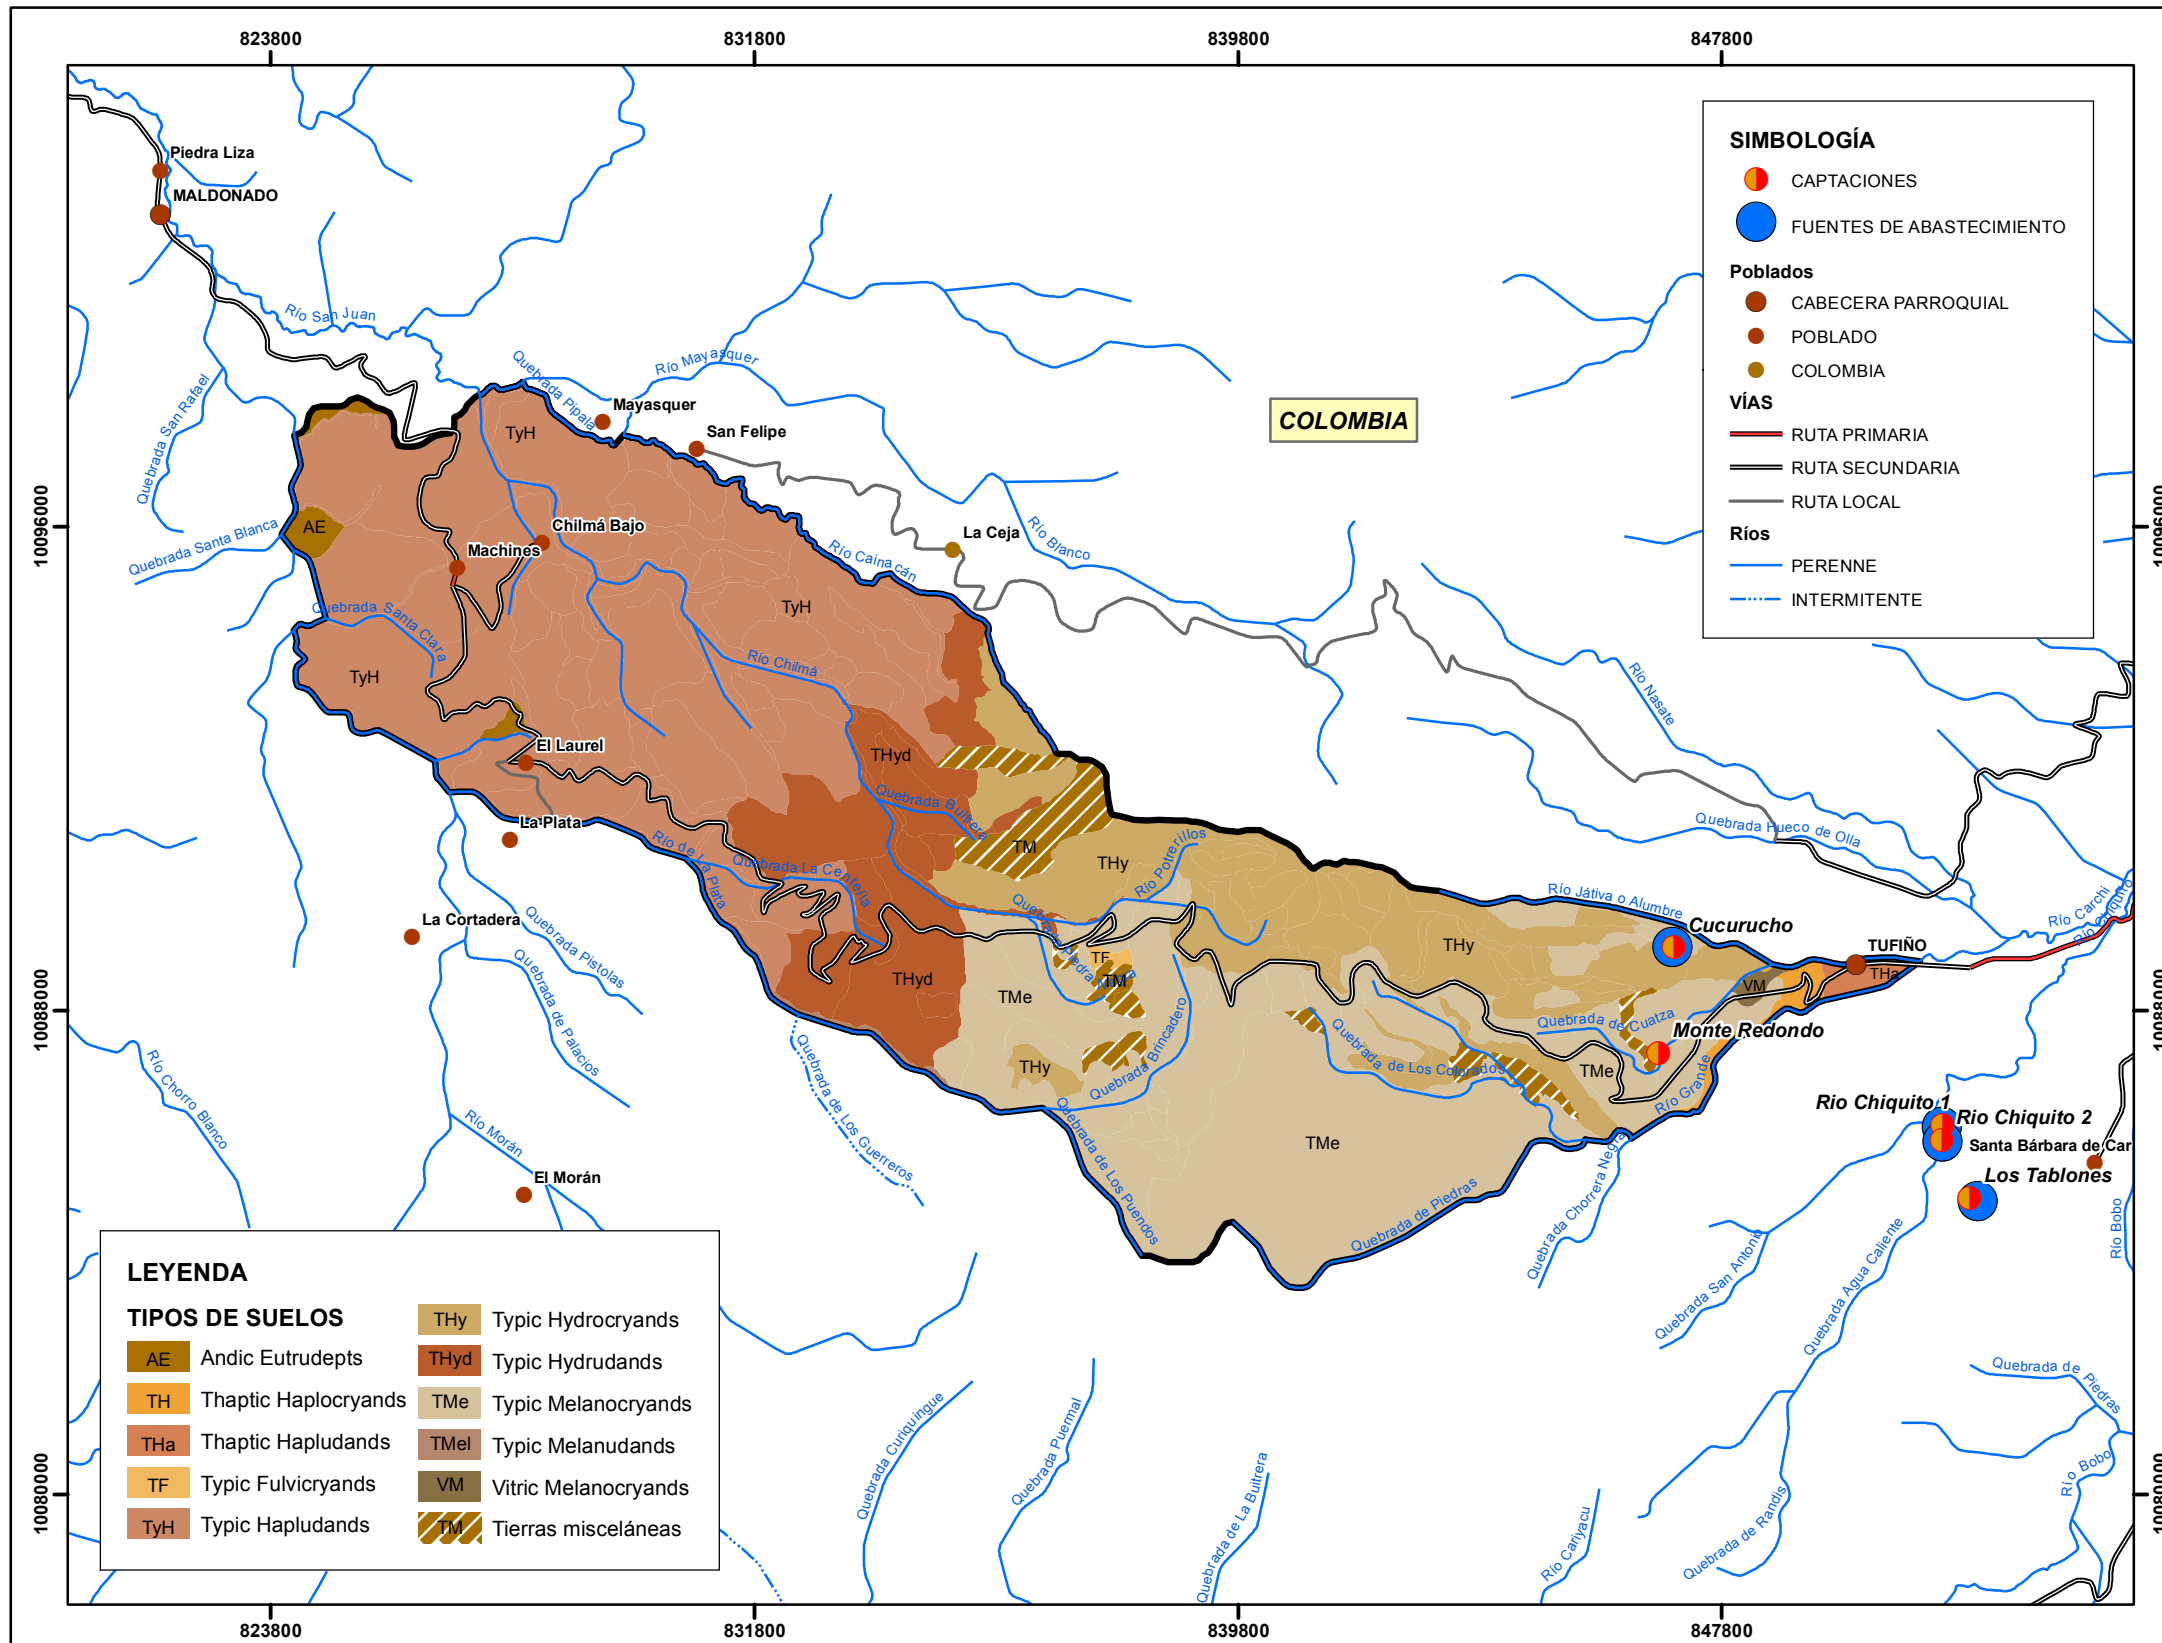 823800
831800
839800
847800
SIMBOLOGÍA
CAPTACIONES
FUENTES DE ABASTECIMIENTO
Poblados
CABECERA PARROQUIAL
POBLADO
COLOMBIA
VÍAS
RUTA PRIMARIA
RUTA SECUNDARIA
RUTA LOCAL
Ríos
PERENNE
INTERMITENTE
Piedra Liza
MALDONADO
Río San Juan
Quebrada San Rafael
Quebrada Pipala
Río Mayasquer
Mayasquer
San Felipe
COLOMBIA
TyH
10096000
10096000
AE
Quebrada Santa Blanca
Chilmá Bajo
Machines
La Ceja
Río Blanco
Río Cainacán
TyH
Quebrada Santa Clara
TyH
Río Chilmá
Río Nasate
El Laurel
THyd
Quebrada Buitrera
La Plata
Río de La Plata
Quebrada La Centella
TM
THy
Río Potrerillos
Quebrada Hueco de Olla
Río Játiva o Alumbre
Río Carchi
Río Chiquito
La Cortadera
Quebrada Pistolas
Quebrada de Palacios
Cucurucho
TUFIÑO
THy
THa
TF
TM
VM
THyd
TMe
10088000
10088000
Quebrada Brincadero
Quebrada de Los Colorados
Quebrada de Cuatza
Monte Redondo
TMe
Río Grande
THy
Río Chorro Blanco
Quebrada de Los Guerreros
Río Morán
El Morán
Quebrada de Los Puendos
TMe
Quebrada de Piedras
Quebrada Chorrera Negra
Rio Chiquito 1
Rio Chiquito 2
Santa Bárbara de Car
Los Tablones
Río Bobo
Quebrada San Antonio
Quebrada Agua Caliente
Quebrada de Piedras
Río Bobo
Quebrada de Randis
Río Cariyacu
Quebrada de La Buitrera
Quebrada Puermal
Quebrada Curiquingue
LEYENDA
TIPOS DE SUELOS
AE Andic Eutrudepts
TH Thaptic Haplocryands
THa Thaptic Hapludands
TF Typic Fulvicryands
TyH Typic Hapludands
THy Typic Hydrocryands
THyd Typic Hydrudands
TMe Typic Melanocryands
TMel Typic Melanudands
VM Vitric Melanocryands
TM Tierras misceláneas
10080000
10080000
823800
831800
839800
847800